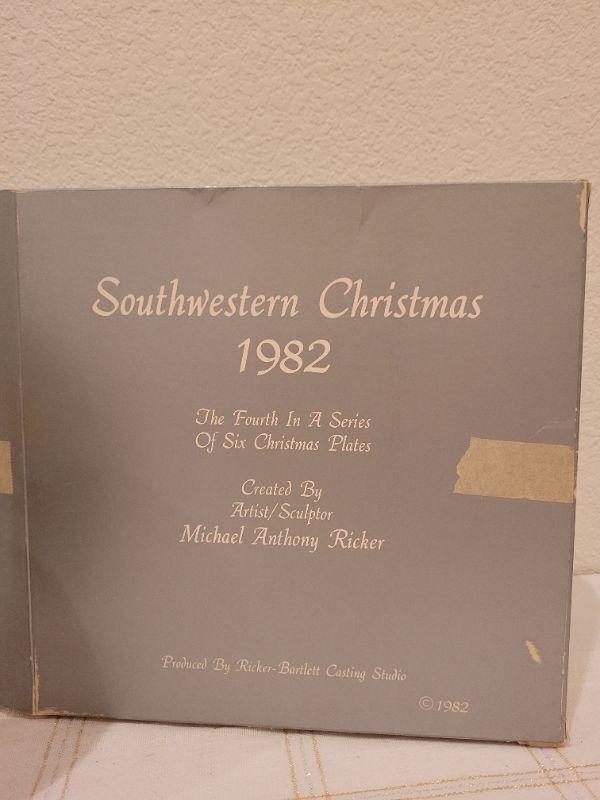 Southwestern Christmas
1982
The Fourth In A Series
Of Six Christmas Plates
Created By
Artist/Sculptor
Michael Anthony Ricker
Produced By Ricker-Bartlett Casting Studio
© 1982